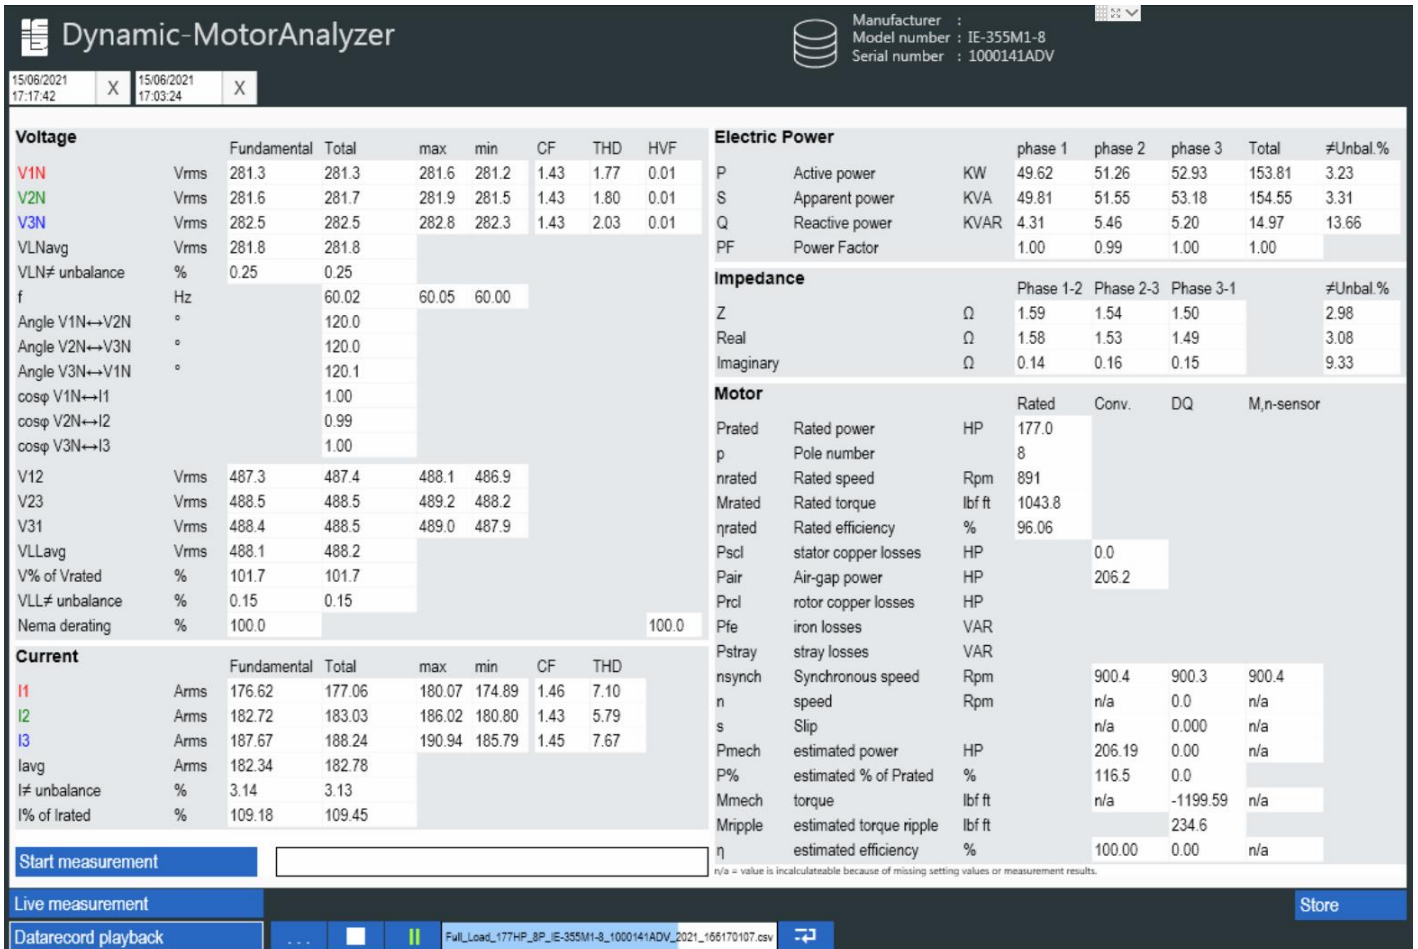 Dynamic-MotorAnalyzer
Manufacturer :
Model number : IE-355M1-8
Serial number : 1000141ADV
15/06/2021 17:17:42 X 15/06/2021 17:03:24 X
Voltage
Fundamental Total max min CF THD HVF
V1N Vrms 281.3 281.3 281.6 281.2 1.43 1.77 0.01
V2N Vrms 281.6 281.7 281.9 281.5 1.43 1.80 0.01
V3N Vrms 282.5 282.5 282.8 282.3 1.43 2.03 0.01
VLNavg Vrms 281.8 281.8
VLN≠ unbalance % 0.25 0.25
f Hz 60.02 60.05 60.00
Angle V1N↔V2N ° 120.0
Angle V2N↔V3N ° 120.0
Angle V3N↔V1N ° 120.1
cosφ V1N↔I1 1.00
cosφ V2N↔I2 0.99
cosφ V3N↔I3 1.00
V12 Vrms 487.3 487.4 488.1 486.9
V23 Vrms 488.5 488.5 489.2 488.2
V31 Vrms 488.4 488.5 489.0 487.9
VLLavg Vrms 488.1 488.2
V% of Vrated % 101.7 101.7
VLL≠ unbalance % 0.15 0.15
Nema derating % 100.0 100.0
Current
Fundamental Total max min CF THD
I1 Arms 176.62 177.06 180.07 174.89 1.46 7.10
I2 Arms 182.72 183.03 186.02 180.80 1.43 5.79
I3 Arms 187.67 188.24 190.94 185.79 1.45 7.67
Iavg Arms 182.34 182.78
I≠ unbalance % 3.14 3.13
I% of Irated % 109.18 109.45
Start measurement
Electric Power
phase 1 phase 2 phase 3 Total ≠Unbal.%
P Active power KW 49.62 51.26 52.93 153.81 3.23
S Apparent power KVA 49.81 51.55 53.18 154.55 3.31
Q Reactive power KVAR 4.31 5.46 5.20 14.97 13.66
PF Power Factor 1.00 0.99 1.00 1.00
Impedance
Phase 1-2 Phase 2-3 Phase 3-1 ≠Unbal.%
Z Ω 1.59 1.54 1.50 2.98
Real Ω 1.58 1.53 1.49 3.08
Imaginary Ω 0.14 0.16 0.15 9.33
Motor
Rated Conv. DQ M,n-sensor
Prated Rated power HP 177.0
p Pole number 8
nrated Rated speed Rpm 891
Mrated Rated torque lbf ft 1043.8
ηrated Rated efficiency % 96.06
Pscl stator copper losses HP 0.0
Pair Air-gap power HP 206.2
Prcl rotor copper losses HP
Pfe iron losses VAR
Pstray stray losses VAR
nsynch Synchronous speed Rpm 900.4 900.3 900.4
n speed Rpm n/a 0.0 n/a
s Slip n/a 0.000 n/a
Pmech estimated power HP 206.19 0.00 n/a
P% estimated % of Prated % 116.5 0.0
Mmech torque lbf ft n/a -1199.59 n/a
Mripple estimated torque ripple lbf ft 234.6
η estimated efficiency % 100.00 0.00 n/a
n/a = value is incalculateable because of missing setting values or measurement results.
Live measurement
Store
Datarecord playback ... Full_Load_177HP_8P_IE-355M1-8_1000141ADV_2021_166170107.csv